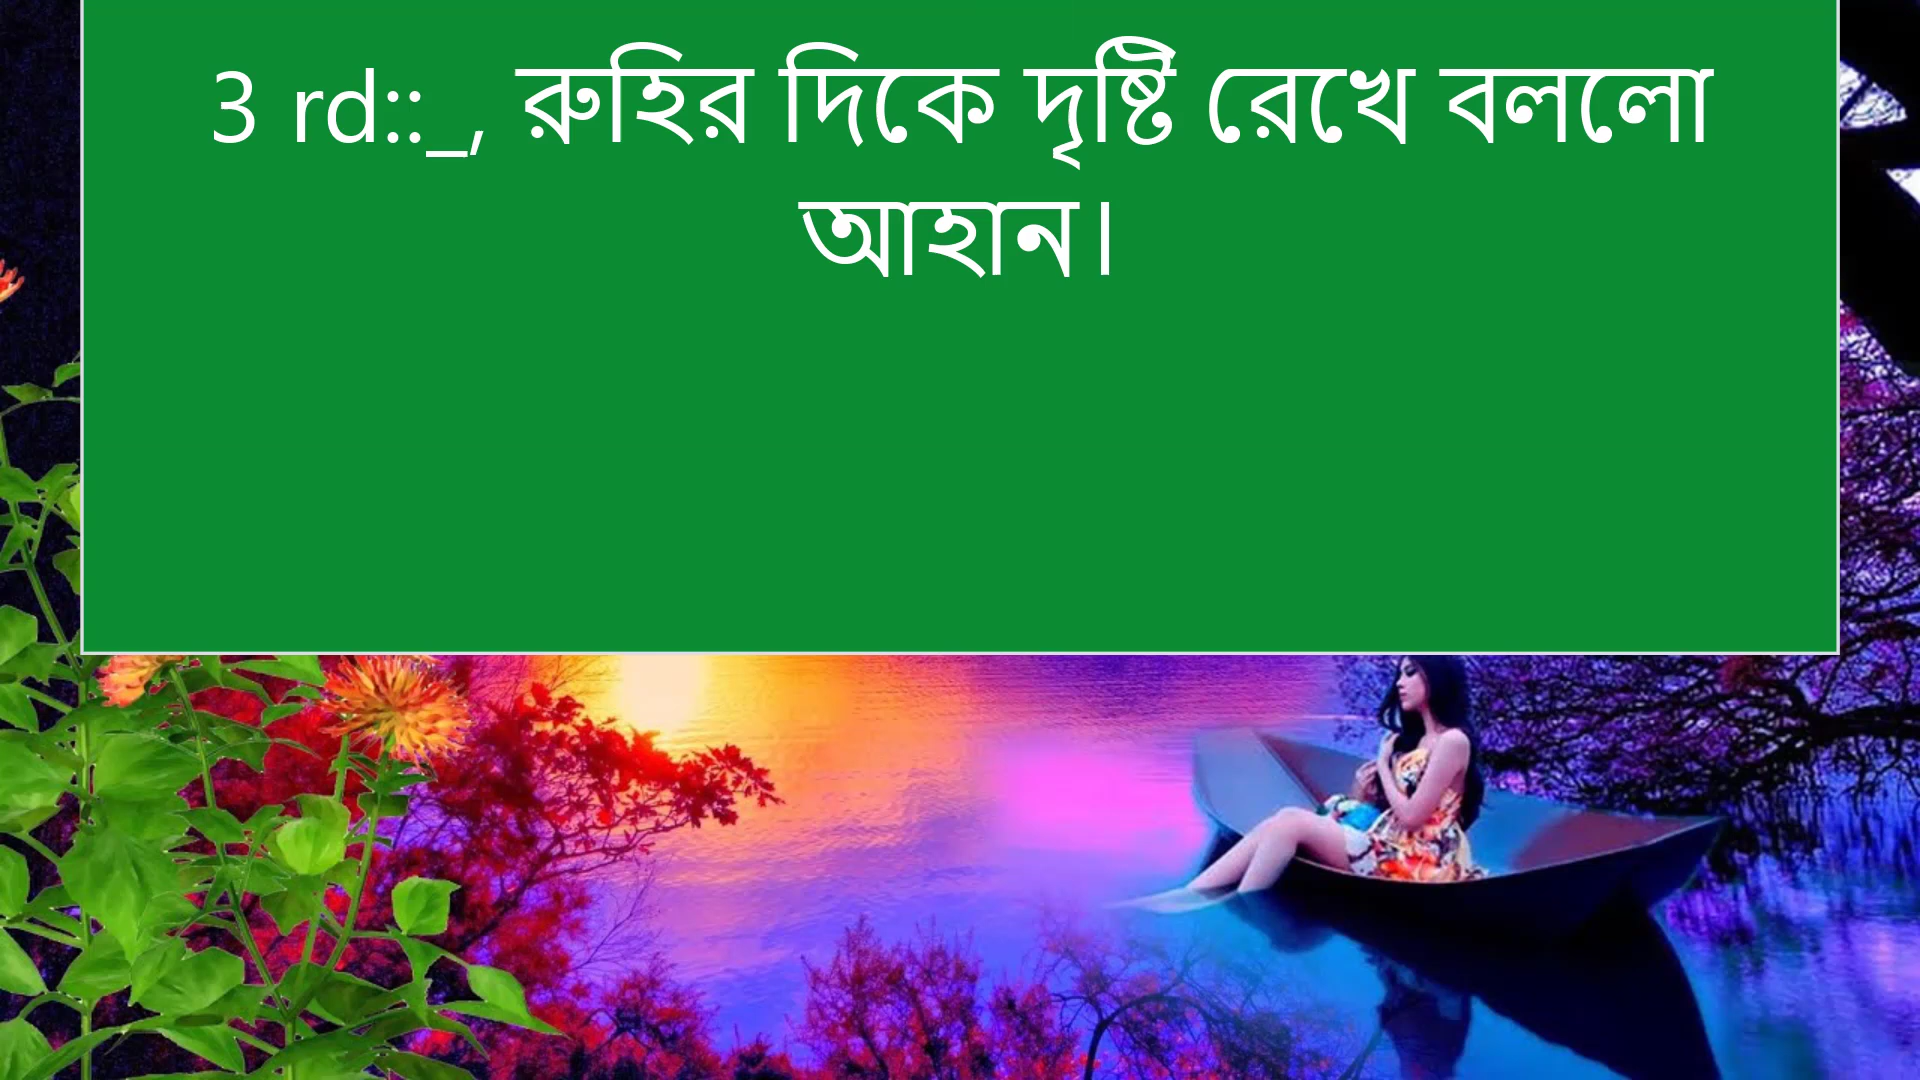 3 rd::_, রুহির দিকে দৃষ্টি রেখে বললো
আহান।